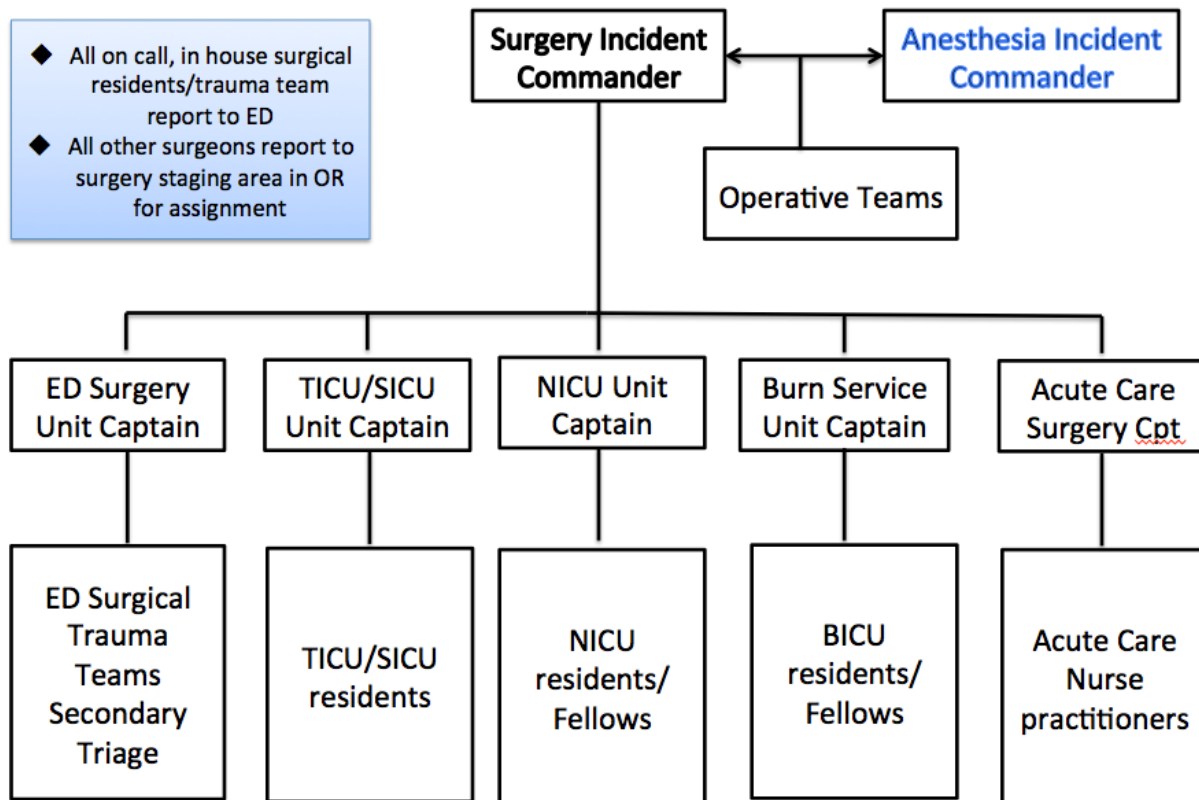 ◆ All on call, in house surgical
residents/trauma team
report to ED
◆ All other surgeons report to
surgery staging area in OR
for assignment
Surgery Incident
Commander
Anesthesia Incident
Commander
Operative Teams
ED Surgery
Unit Captain
TICU/SICU
Unit Captain
NICU Unit
Captain
Burn Service
Unit Captain
Acute Care
Surgery Cpt
ED Surgical
Trauma
Teams
Secondary
Triage
TICU/SICU
residents
NICU
residents/
Fellows
BICU
residents/
Fellows
Acute Care
Nurse
practitioners